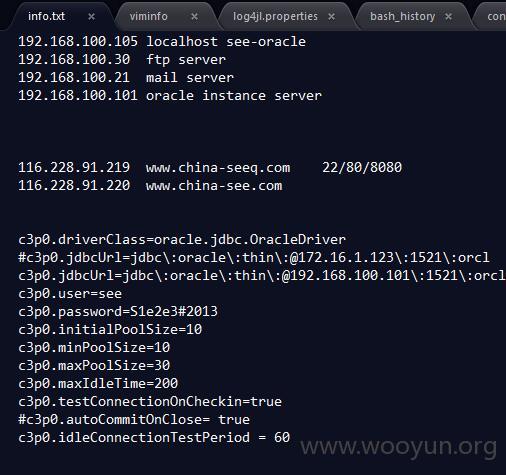 info.txt
viminfo
log4jl.properties
bash_history
con
192.168.100.105 localhost see-oracle
192.168.100.30 ftp server
192.168.100.21 mail server
192.168.100.101 oracle instance server
116.228.91.219 www.china-seeq.com 22/80/8080
116.228.91.220 www.china-see.com
c3p0.driverClass=oracle.jdbc.OracleDriver
#c3p0.jdbcUrl=jdbc\:oracle\:thin\:@172.16.1.123\:1521\:orcl
c3p0.jdbcUrl=jdbc\:oracle\:thin\:@192.168.100.101\:1521\:orcl
c3p0.user=see
c3p0.password=S1e2e3#2013
c3p0.initialPoolSize=10
c3p0.minPoolSize=10
c3p0.maxPoolSize=30
c3p0.maxIdleTime=200
c3p0.testConnectionOnCheckin=true
#c3p0.autoCommitOnClose= true
c3p0.idleConnectionTestPeriod = 60
www.wooyun.org